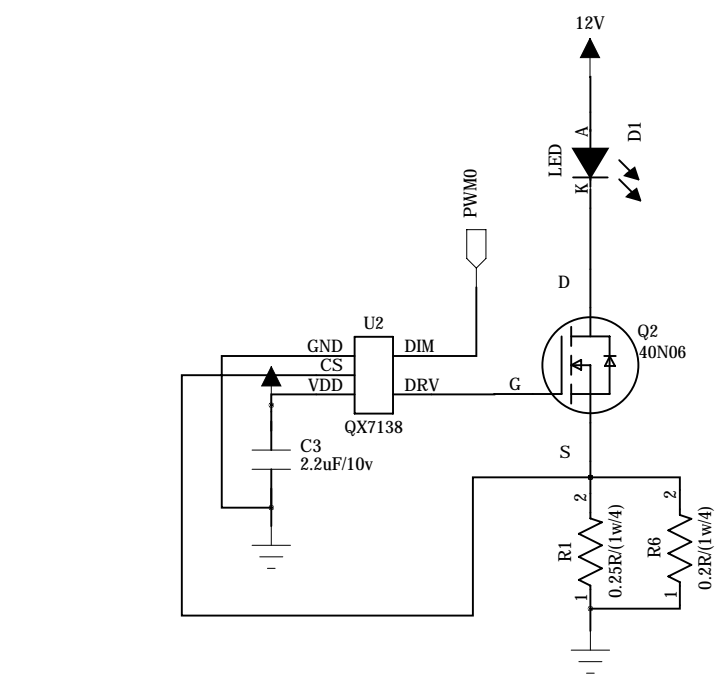 12V
A
D1
LED
K
PWM0
D
U2
Q2
40N06
GND
DIM
CS
VDD
DRV
G
QX7138
C3
2.2uF/10v
S
2
2
R1
0.25R/(1w/4)
R6
0.2R/(1w/4)
1
1